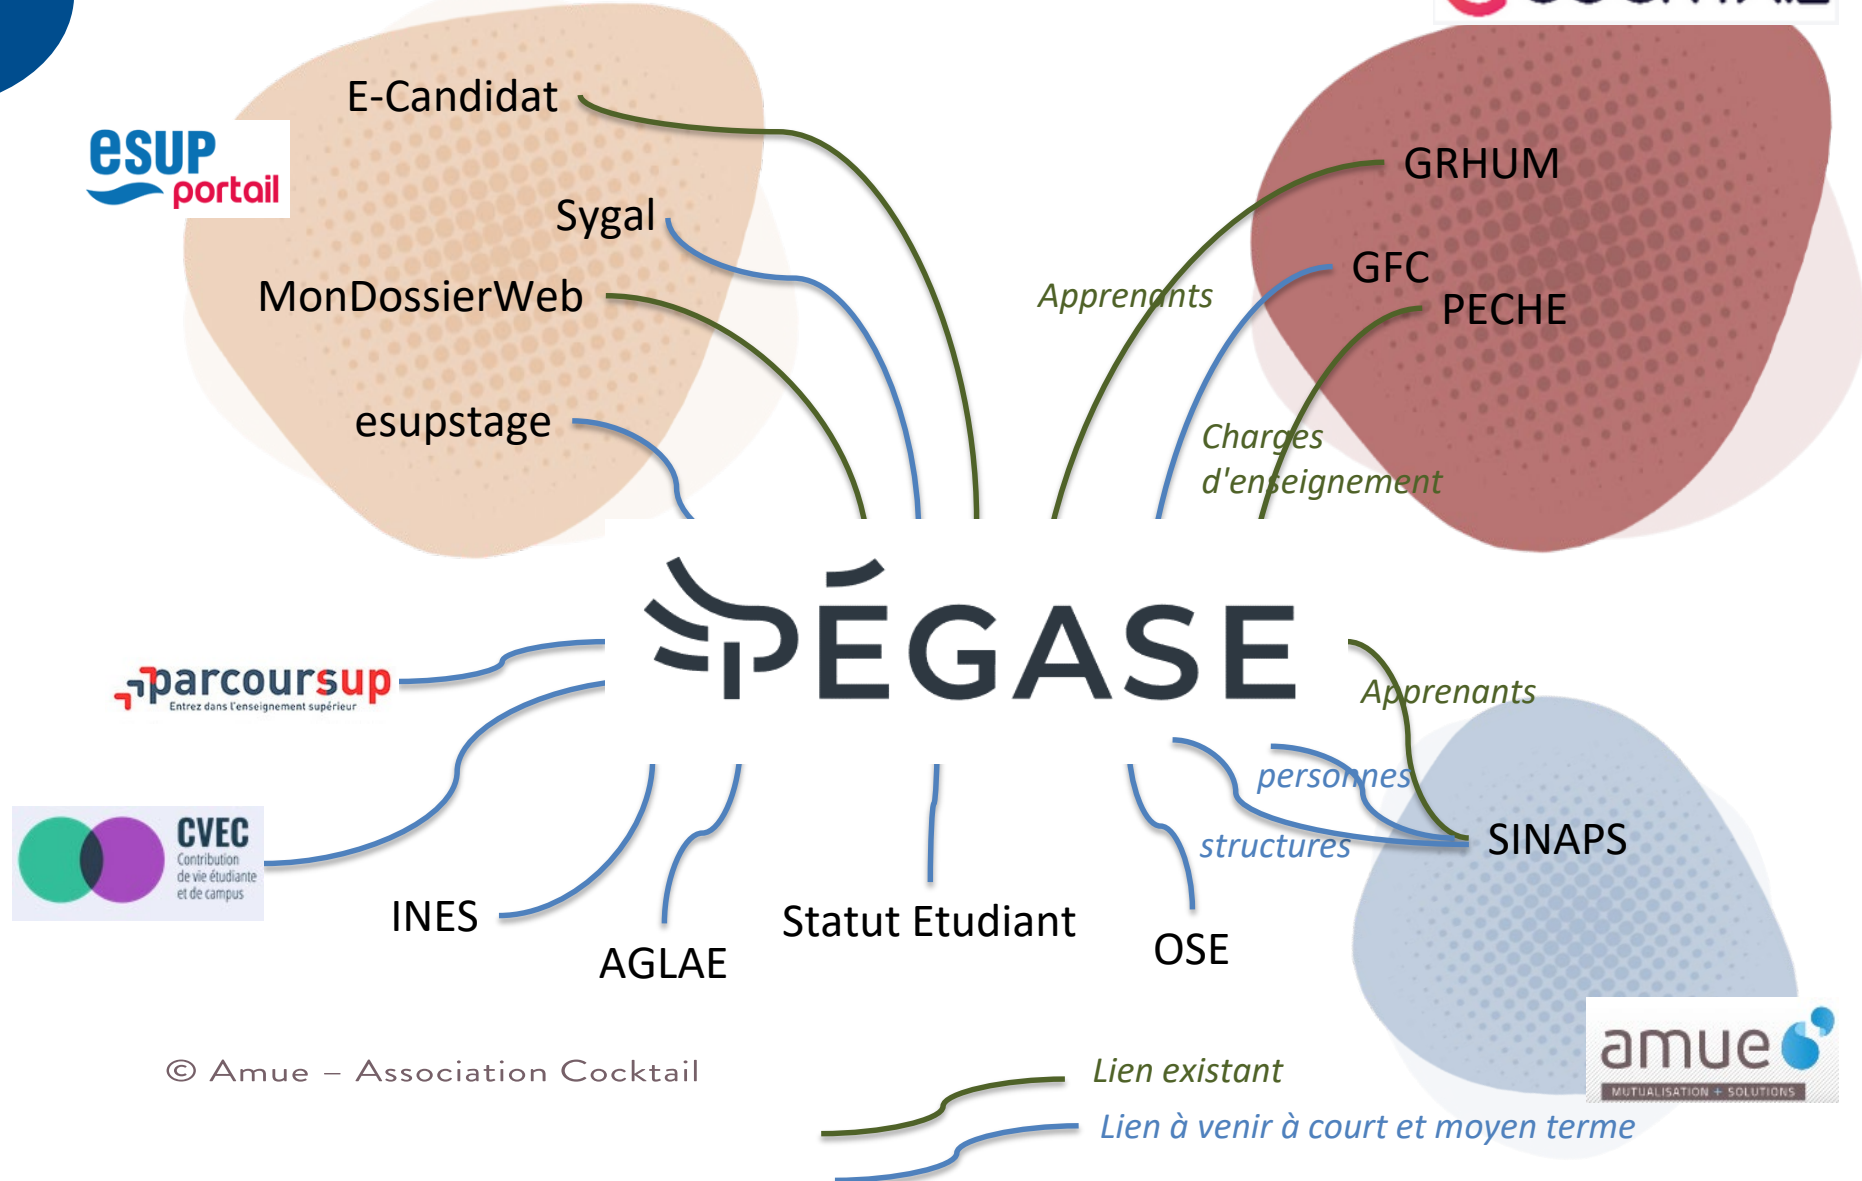 E-Candidat
esup
portail
Sygal
MonDossierWeb
esupstage
GRHUM
GFC
PECHE
Apprenants
Charges
d'enseignement
PÉGASE
parcoursup
Entrez dans l'enseignement supérieur
Apprenants
personnes
structures
SINAPS
CVEC
Contribution
de vie étudiante
et de campus
INES
AGLAE
Statut Etudiant
OSE
amue
MUTUALISATION + SOLUTIONS
© Amue – Association Cocktail
Lien existant
Lien à venir à court et moyen terme